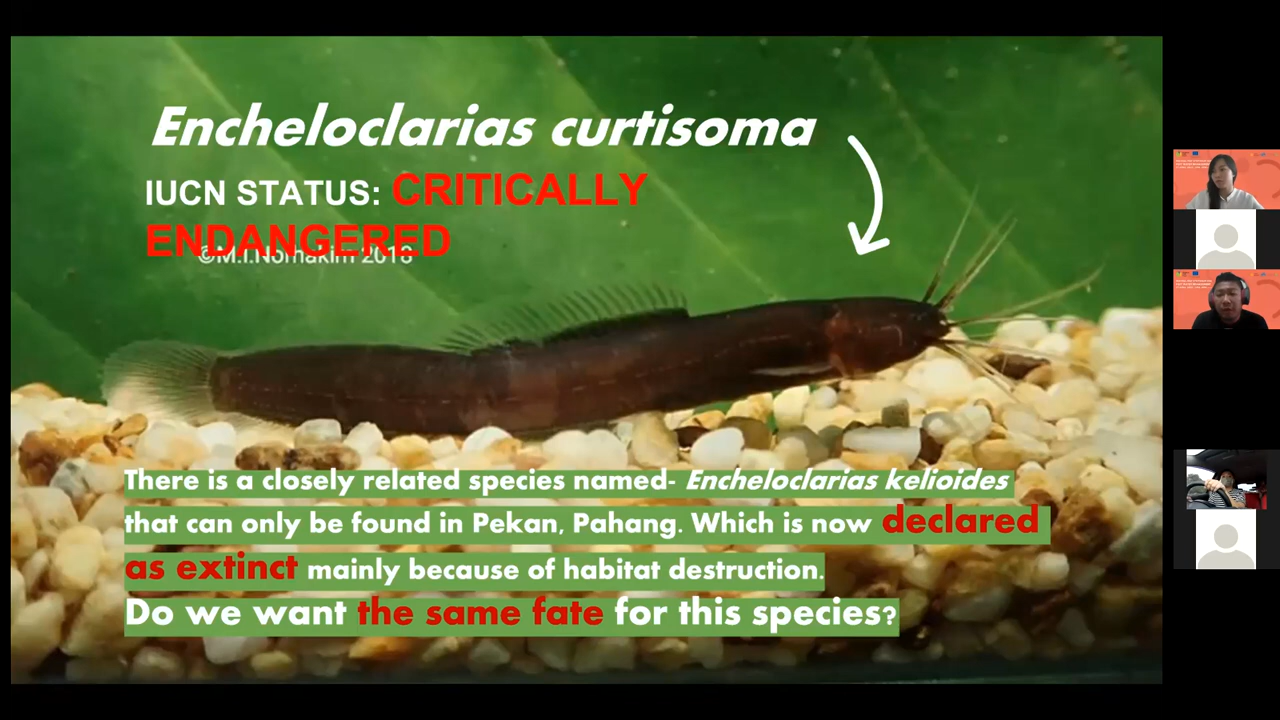 Encheloclarias curtisoma
IUCN STATUS: CRITICALLY
ENDANGERED
©M.I.Norhakim 2018
There is a closely related species named- Encheloclarias kelioides
that can only be found in Pekan, Pahang. Which is now declared
as extinct mainly because of habitat destruction.
Do we want the same fate for this species?